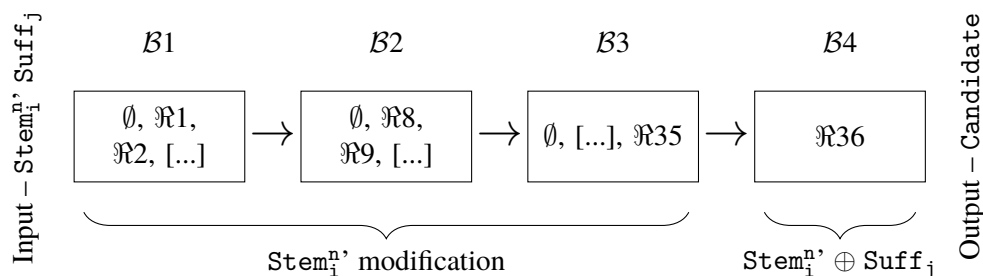 Input – Stem_i^n' Suff_j
ℬ1
ℬ2
ℬ3
ℬ4
∅, ℜ1,
ℜ2, [...]
∅, ℜ8,
ℜ9, [...]
∅, [...], ℜ35
ℜ36
Stem_i^n' modification
Stem_i^n' ⊕ Suff_j
Output – Candidate